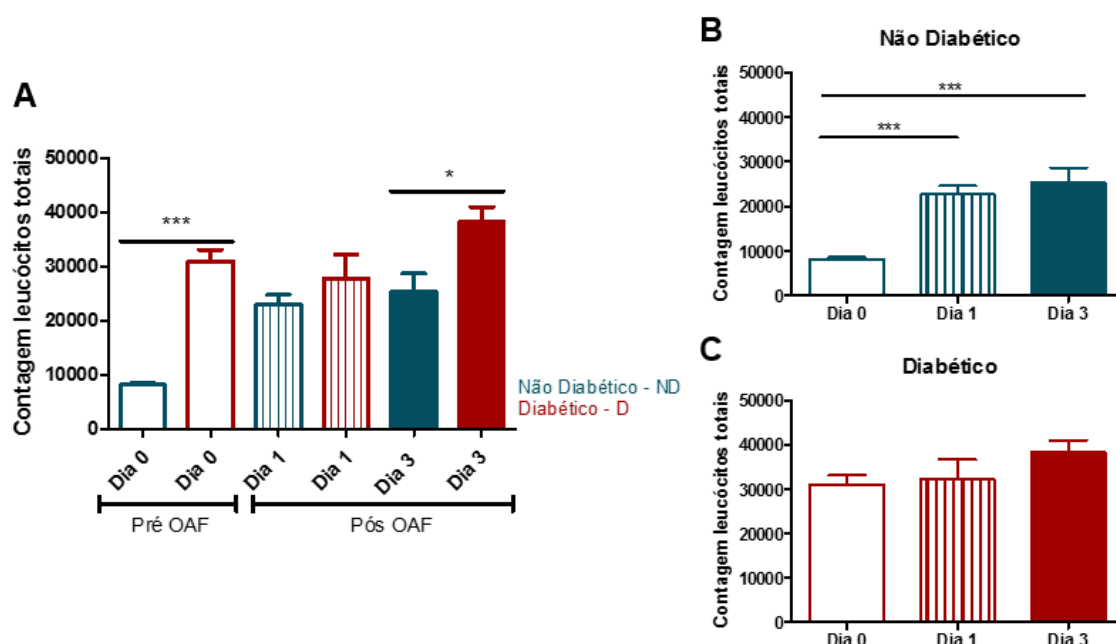 A
Contagem leucócitos totais
50000
40000
30000
20000
10000
0
***
*
Dia 0
Dia 0
Dia 1
Dia 1
Dia 3
Dia 3
Pré OAF
Pós OAF
Não Diabético - ND
Diabético - D
B
Não Diabético
Contagem leucócitos totais
50000
40000
30000
20000
10000
0
***
***
Dia 0
Dia 1
Dia 3
C
Diabético
Contagem leucócitos totais
50000
40000
30000
20000
10000
0
Dia 0
Dia 1
Dia 3